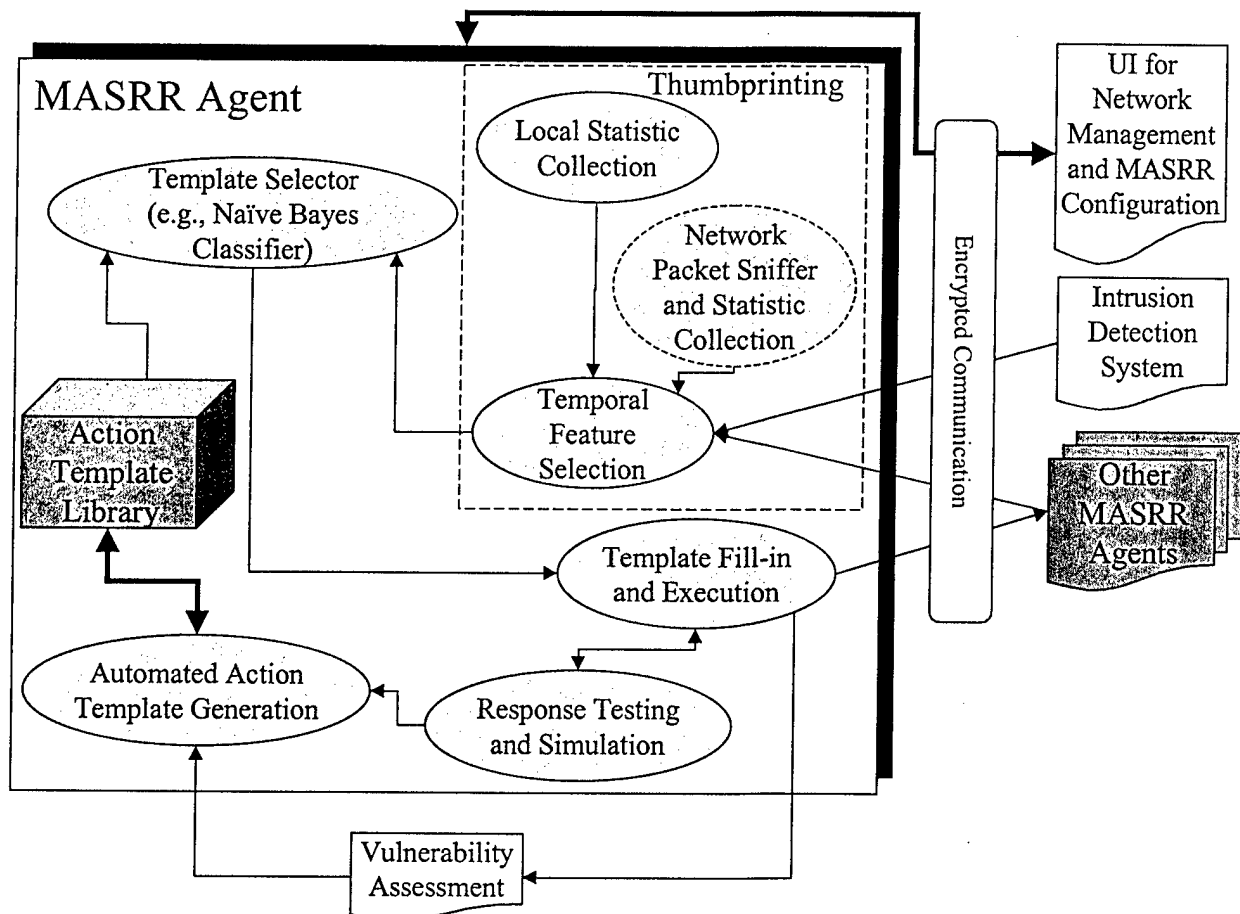 MASRR Agent
Thumbprinting
Local Statistic
Collection
Template Selector
(e.g., Naïve Bayes
Classifier)
Network
Packet Sniffer
and Statistic
Collection
Temporal
Feature
Selection
Action
Template
Library
Template Fill-in
and Execution
Automated Action
Template Generation
Response Testing
and Simulation
Vulnerability
Assessment
Encrypted Communication
UI for
Network
Management
and MASRR
Configuration
Intrusion
Detection
System
Other
MASRR
Agents